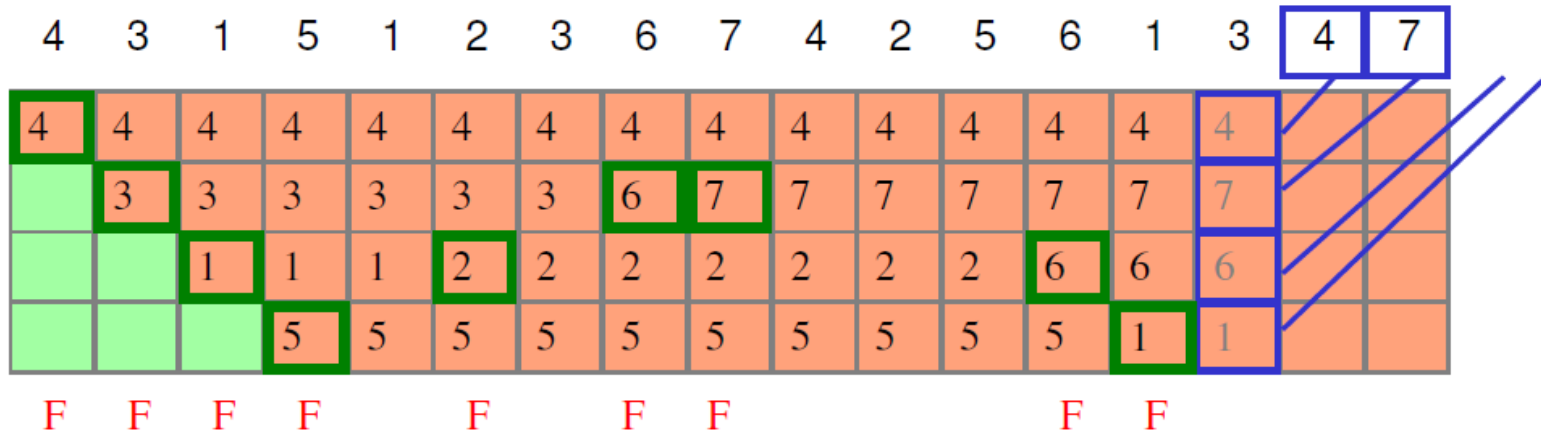 4 3 1 5 1 2 3 6 7 4 2 5 6 1 3 4 7
4 4 4 4 4 4 4 4 4 4 4 4 4 4 4
3 3 3 3 3 3 6 7 7 7 7 7 7 7
1 1 1 2 2 2 2 2 2 2 6 6 6
5 5 5 5 5 5 5 5 5 5 1 1
F F F F F F F F F